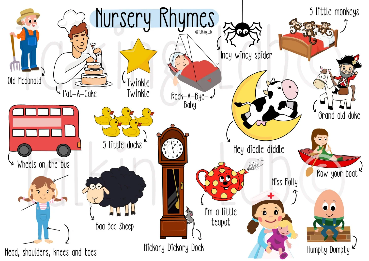 Nursery Rhymes
Old Mcdonald
Pat-A-Cake
Twinkle
Twinkle
Rock-A-Bye
Baby
Incy wincy spider
5 little monkeys
Grand old duke
Wheels on the bus
5 little ducks
Hey diddle diddle
Row your boat
Head, shoulders, knees and toes
Baa baa sheep
Hickory Dickory Dock
I'm a little
teapot
Miss Polly
Humpty Dumpty